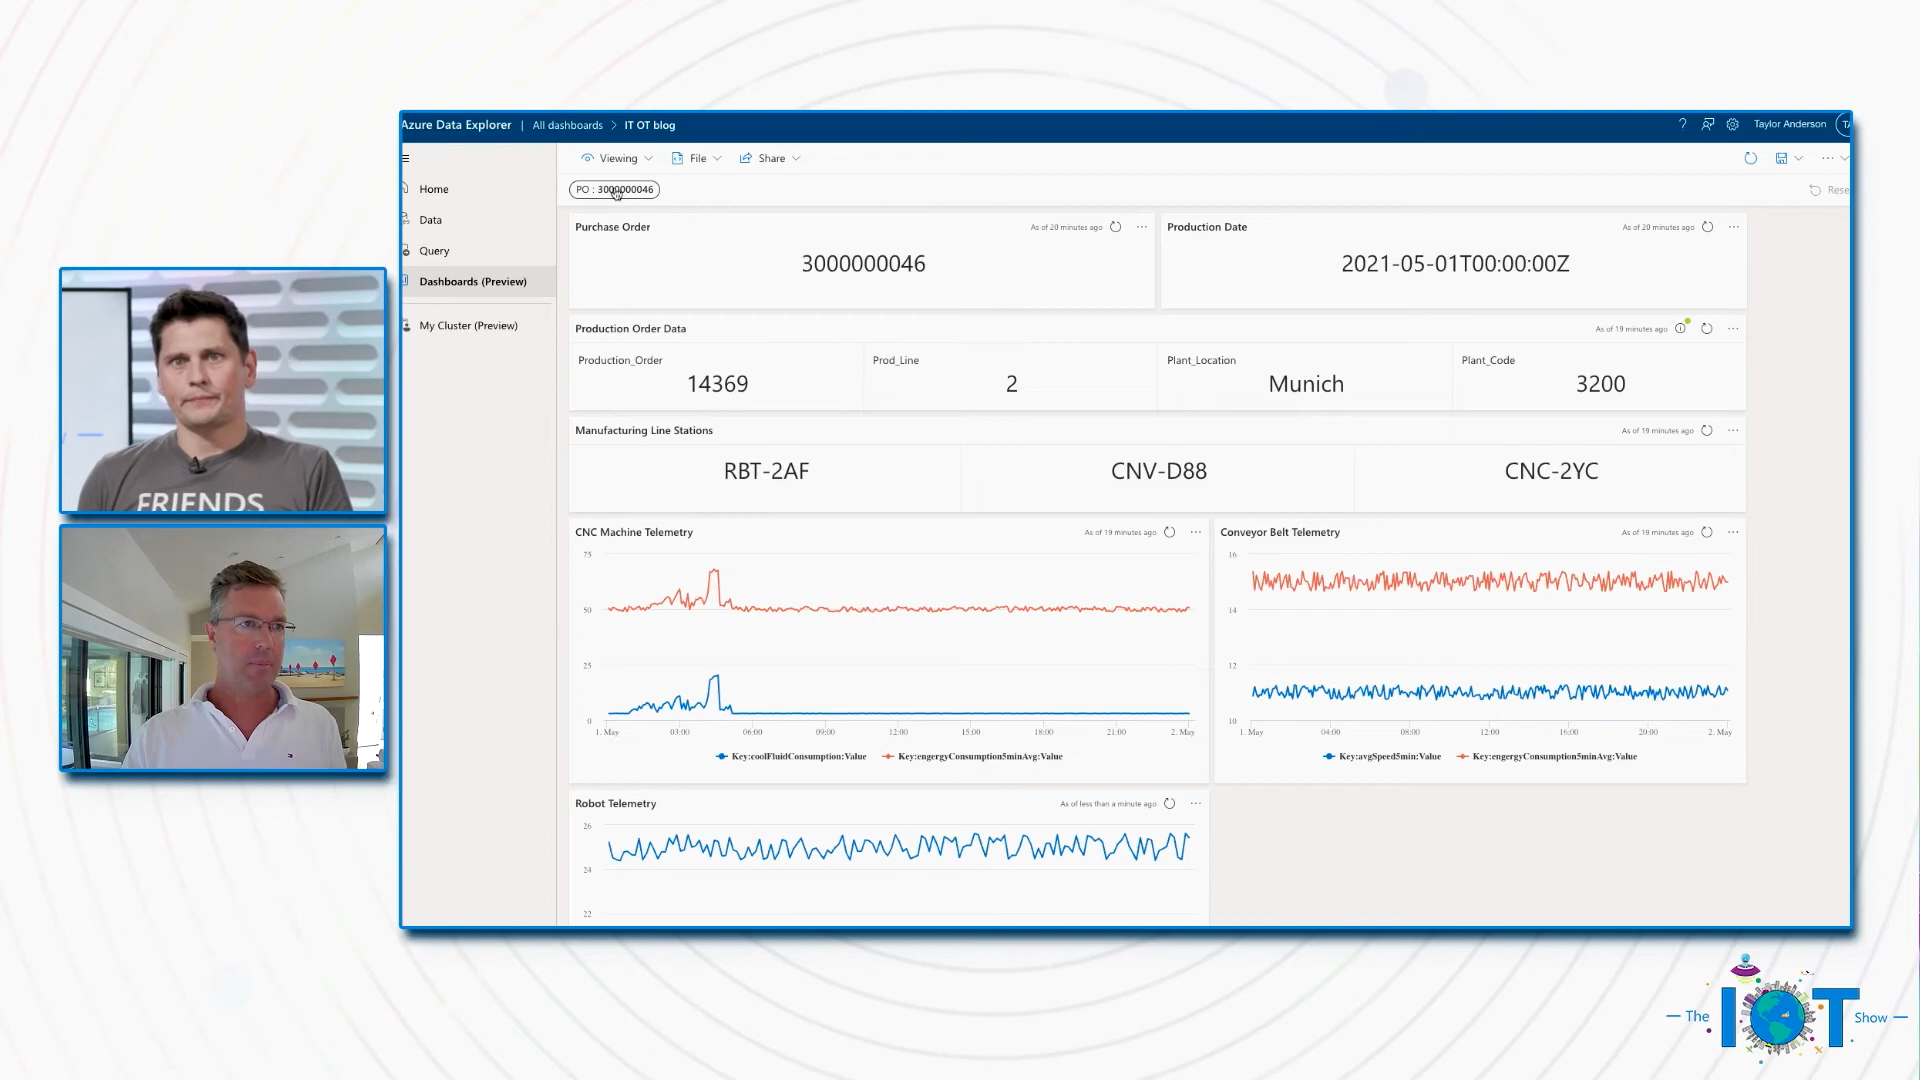 Azure Data Explorer | All dashboards > IT OT blog
? Taylor Anderson TA
Viewing File Share
Home
PO : 3000000046
Data
Query
Dashboards (Preview)
My Cluster (Preview)
Purchase Order As of 20 minutes ago
3000000046
Production Date As of 20 minutes ago
2021-05-01T00:00:00Z
Production Order Data As of 19 minutes ago
Production_Order Prod_Line Plant_Location Plant_Code
14369 2 Munich 3200
Manufacturing Line Stations As of 19 minutes ago
RBT-2AF CNV-D88 CNC-2YC
CNC Machine Telemetry As of 19 minutes ago
75
50
25
0
1. May 03:00 06:00 09:00 12:00 15:00 18:00 21:00 2. May
Key:coolFluidConsumption:Value Key:engergyConsumption5minAvg:Value
Conveyor Belt Telemetry As of 19 minutes ago
16
14
12
10
1. May 04:00 08:00 12:00 16:00 20:00 2. May
Key:avgSpeed5min:Value Key:engergyConsumption5minAvg:Value
Robot Telemetry As of less than a minute ago
26
24
22
FRIENDS
The IOT Show